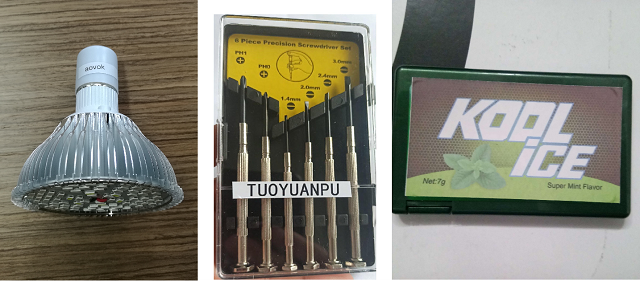 aovok
6 Piece Precision Screwdriver Set
PH1
PH0
3.0mm
2.4mm
2.0mm
1.4mm
TUOYUANPU
KOOL
iCE
Net:7g
Super Mint Flavor